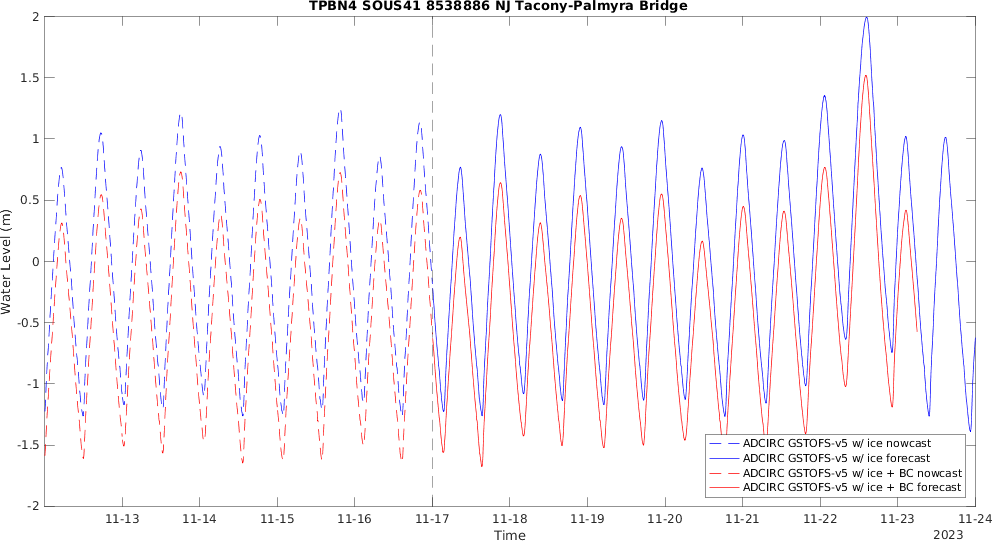 TPBN4 SOUS41 8538886 NJ Tacony-Palmyra Bridge
Water Level (m)
2
1.5
1
0.5
0
-0.5
-1
-1.5
-2
ADCIRC GSTOFS-v5 w/ ice nowcast
ADCIRC GSTOFS-v5 w/ ice forecast
ADCIRC GSTOFS-v5 w/ ice + BC nowcast
ADCIRC GSTOFS-v5 w/ ice + BC forecast
11-13 11-14 11-15 11-16 11-17 11-18 11-19 11-20 11-21 11-22 11-23 11-24
Time
2023